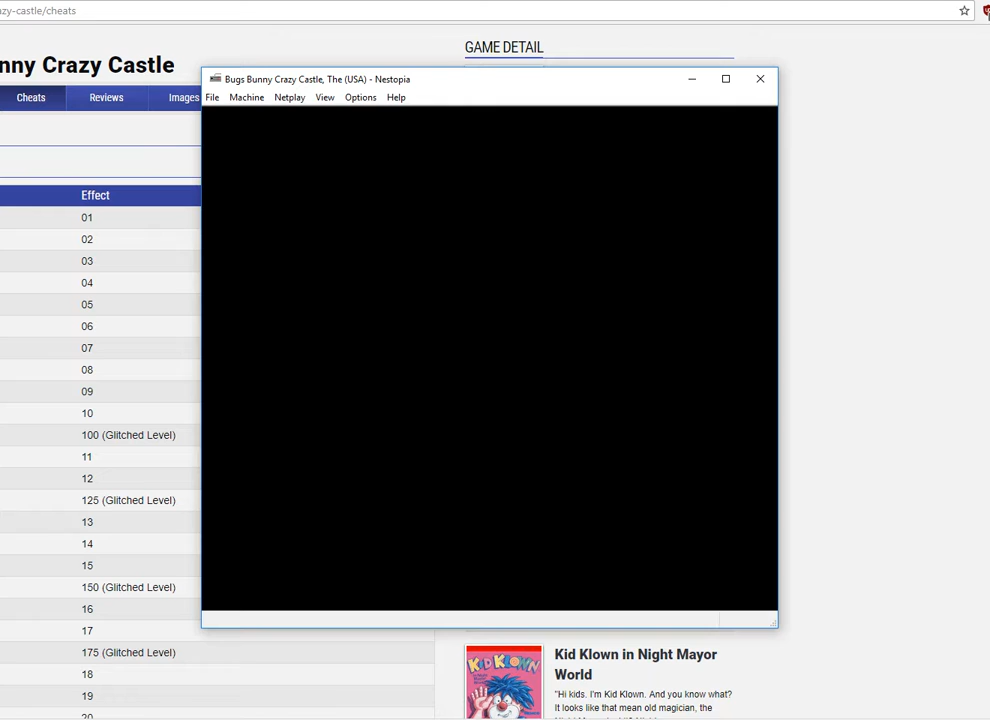 zy-castle/cheats
nny Crazy Castle
GAME DETAIL
Cheats Reviews Images
Bugs Bunny Crazy Castle, The (USA) - Nestopia
File Machine Netplay View Options Help
Effect
01
02
03
04
05
06
07
08
09
10
100 (Glitched Level)
11
12
125 (Glitched Level)
13
14
15
150 (Glitched Level)
16
17
175 (Glitched Level)
18
19
20
KID KLOWN
Kid Klown in Night Mayor
World
"Hi kids. I'm Kid Klown. And you know what?
It looks like that mean old magician, the